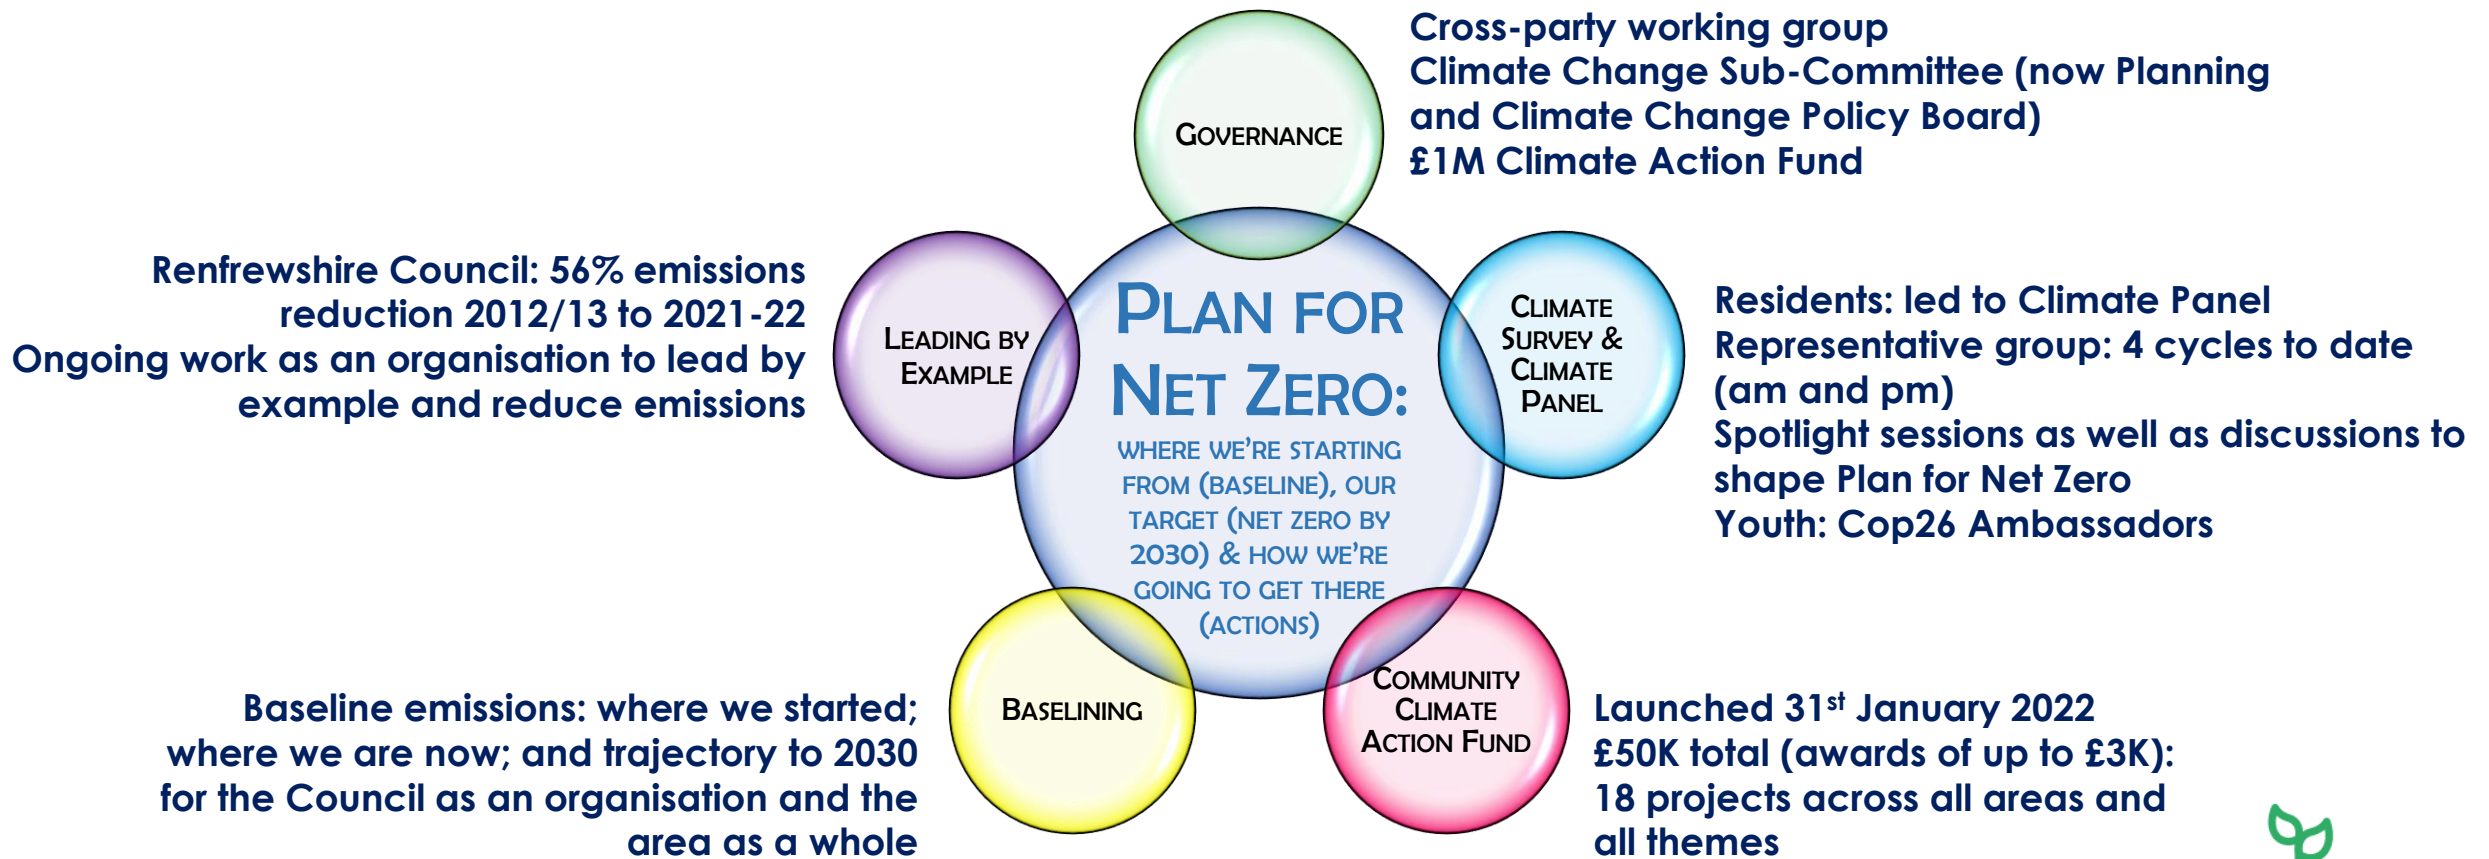 Cross-party working group
Climate Change Sub-Committee (now Planning
and Climate Change Policy Board)
£1M Climate Action Fund
GOVERNANCE
Renfrewshire Council: 56% emissions
reduction 2012/13 to 2021-22
Ongoing work as an organisation to lead by
example and reduce emissions
LEADING BY
EXAMPLE
PLAN FOR
NET ZERO:
WHERE WE'RE STARTING
FROM (BASELINE), OUR
TARGET (NET ZERO BY
2030) & HOW WE'RE
GOING TO GET THERE
(ACTIONS)
CLIMATE
SURVEY &
CLIMATE
PANEL
Residents: led to Climate Panel
Representative group: 4 cycles to date
(am and pm)
Spotlight sessions as well as discussions to
shape Plan for Net Zero
Youth: Cop26 Ambassadors
Baseline emissions: where we started;
where we are now; and trajectory to 2030
for the Council as an organisation and the
area as a whole
BASELINING
COMMUNITY
CLIMATE
ACTION FUND
Launched 31st January 2022
£50K total (awards of up to £3K):
18 projects across all areas and
all themes